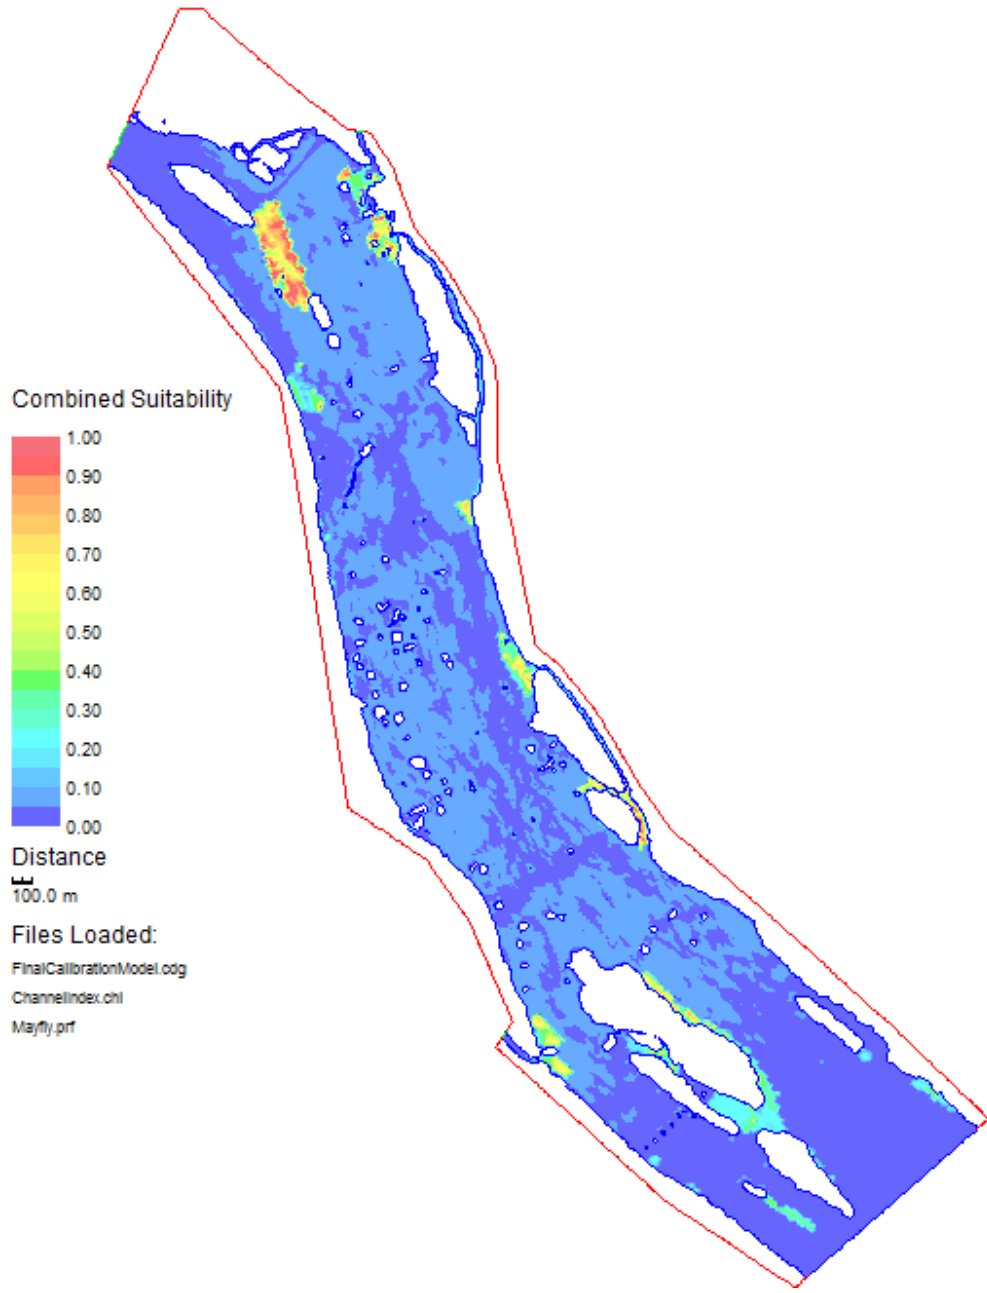 Combined Suitability
1.00
0.90
0.80
0.70
0.60
0.50
0.40
0.30
0.20
0.10
0.00
Distance
100.0 m
Files Loaded:
FinalCalibrationModel.cdg
ChannelIndex.chi
Mayfly.prf